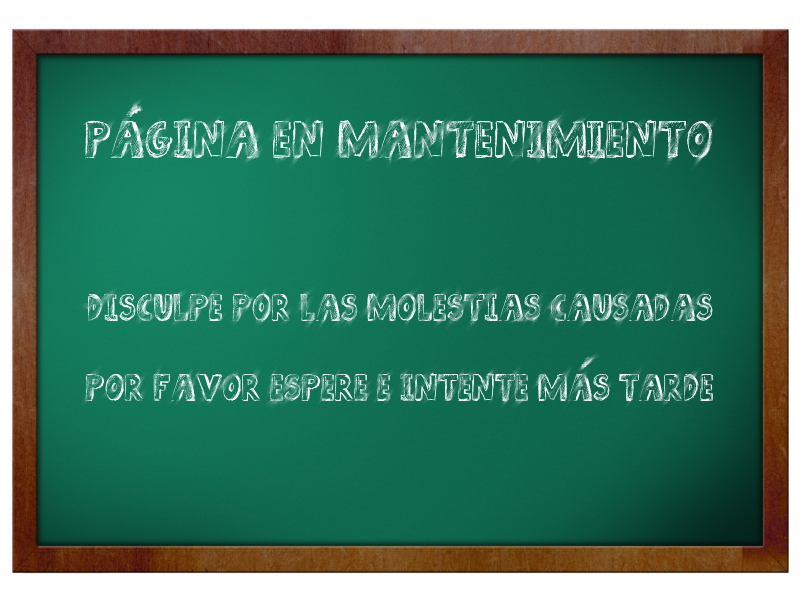 PÁGINA EN MANTENIMIENTO
DISCULPE POR LAS MOLESTIAS CAUSADAS
POR FAVOR ESPERE E INTENTE MÁS TARDE